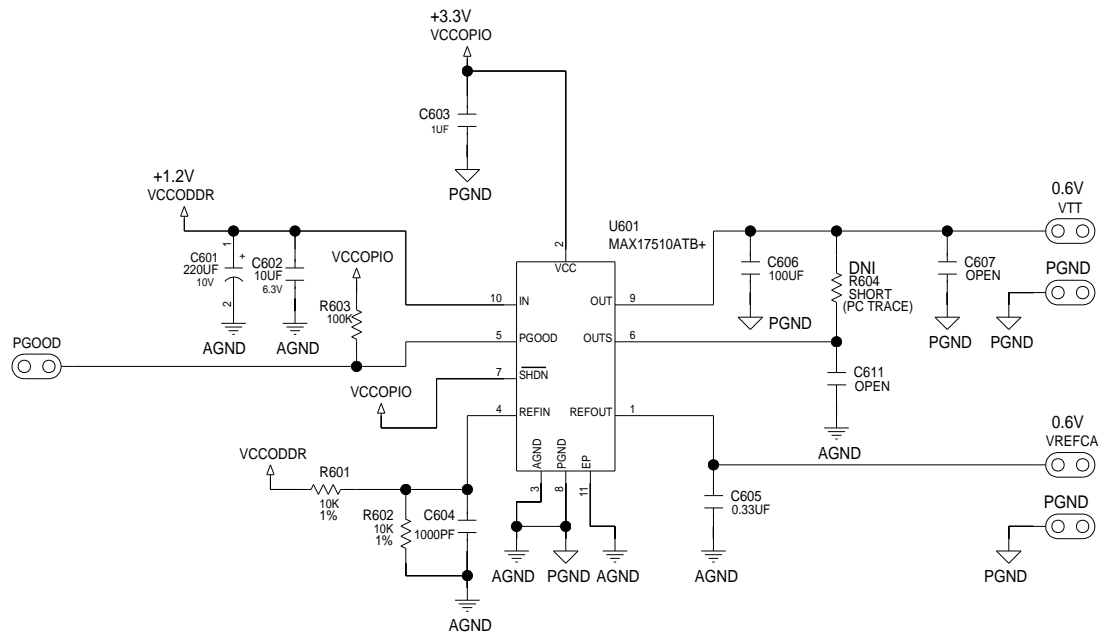 +3.3V
VCCOPIO
C603
1UF
PGND
+1.2V
VCCODDR
C601
220UF
10V
1
+
2
C602
10UF
6.3V
AGND
AGND
VCCOPIO
R603
100K
PGOOD
VCCOPIO
VCCODDR
R601
10K
1%
R602
10K
1%
C604
1000PF
AGND
U601
MAX17510ATB+
2
VCC
10
IN
5
PGOOD
7
SHDN
4
REFIN
OUT
9
OUTS
6
REFOUT
1
AGND
PGND
EP
3
8
11
AGND
PGND
AGND
C606
100UF
PGND
DNI
R604
SHORT
(PC TRACE)
C607
OPEN
PGND
0.6V
VTT
PGND
PGND
C611
OPEN
AGND
C605
0.33UF
AGND
0.6V
VREFCA
PGND
PGND